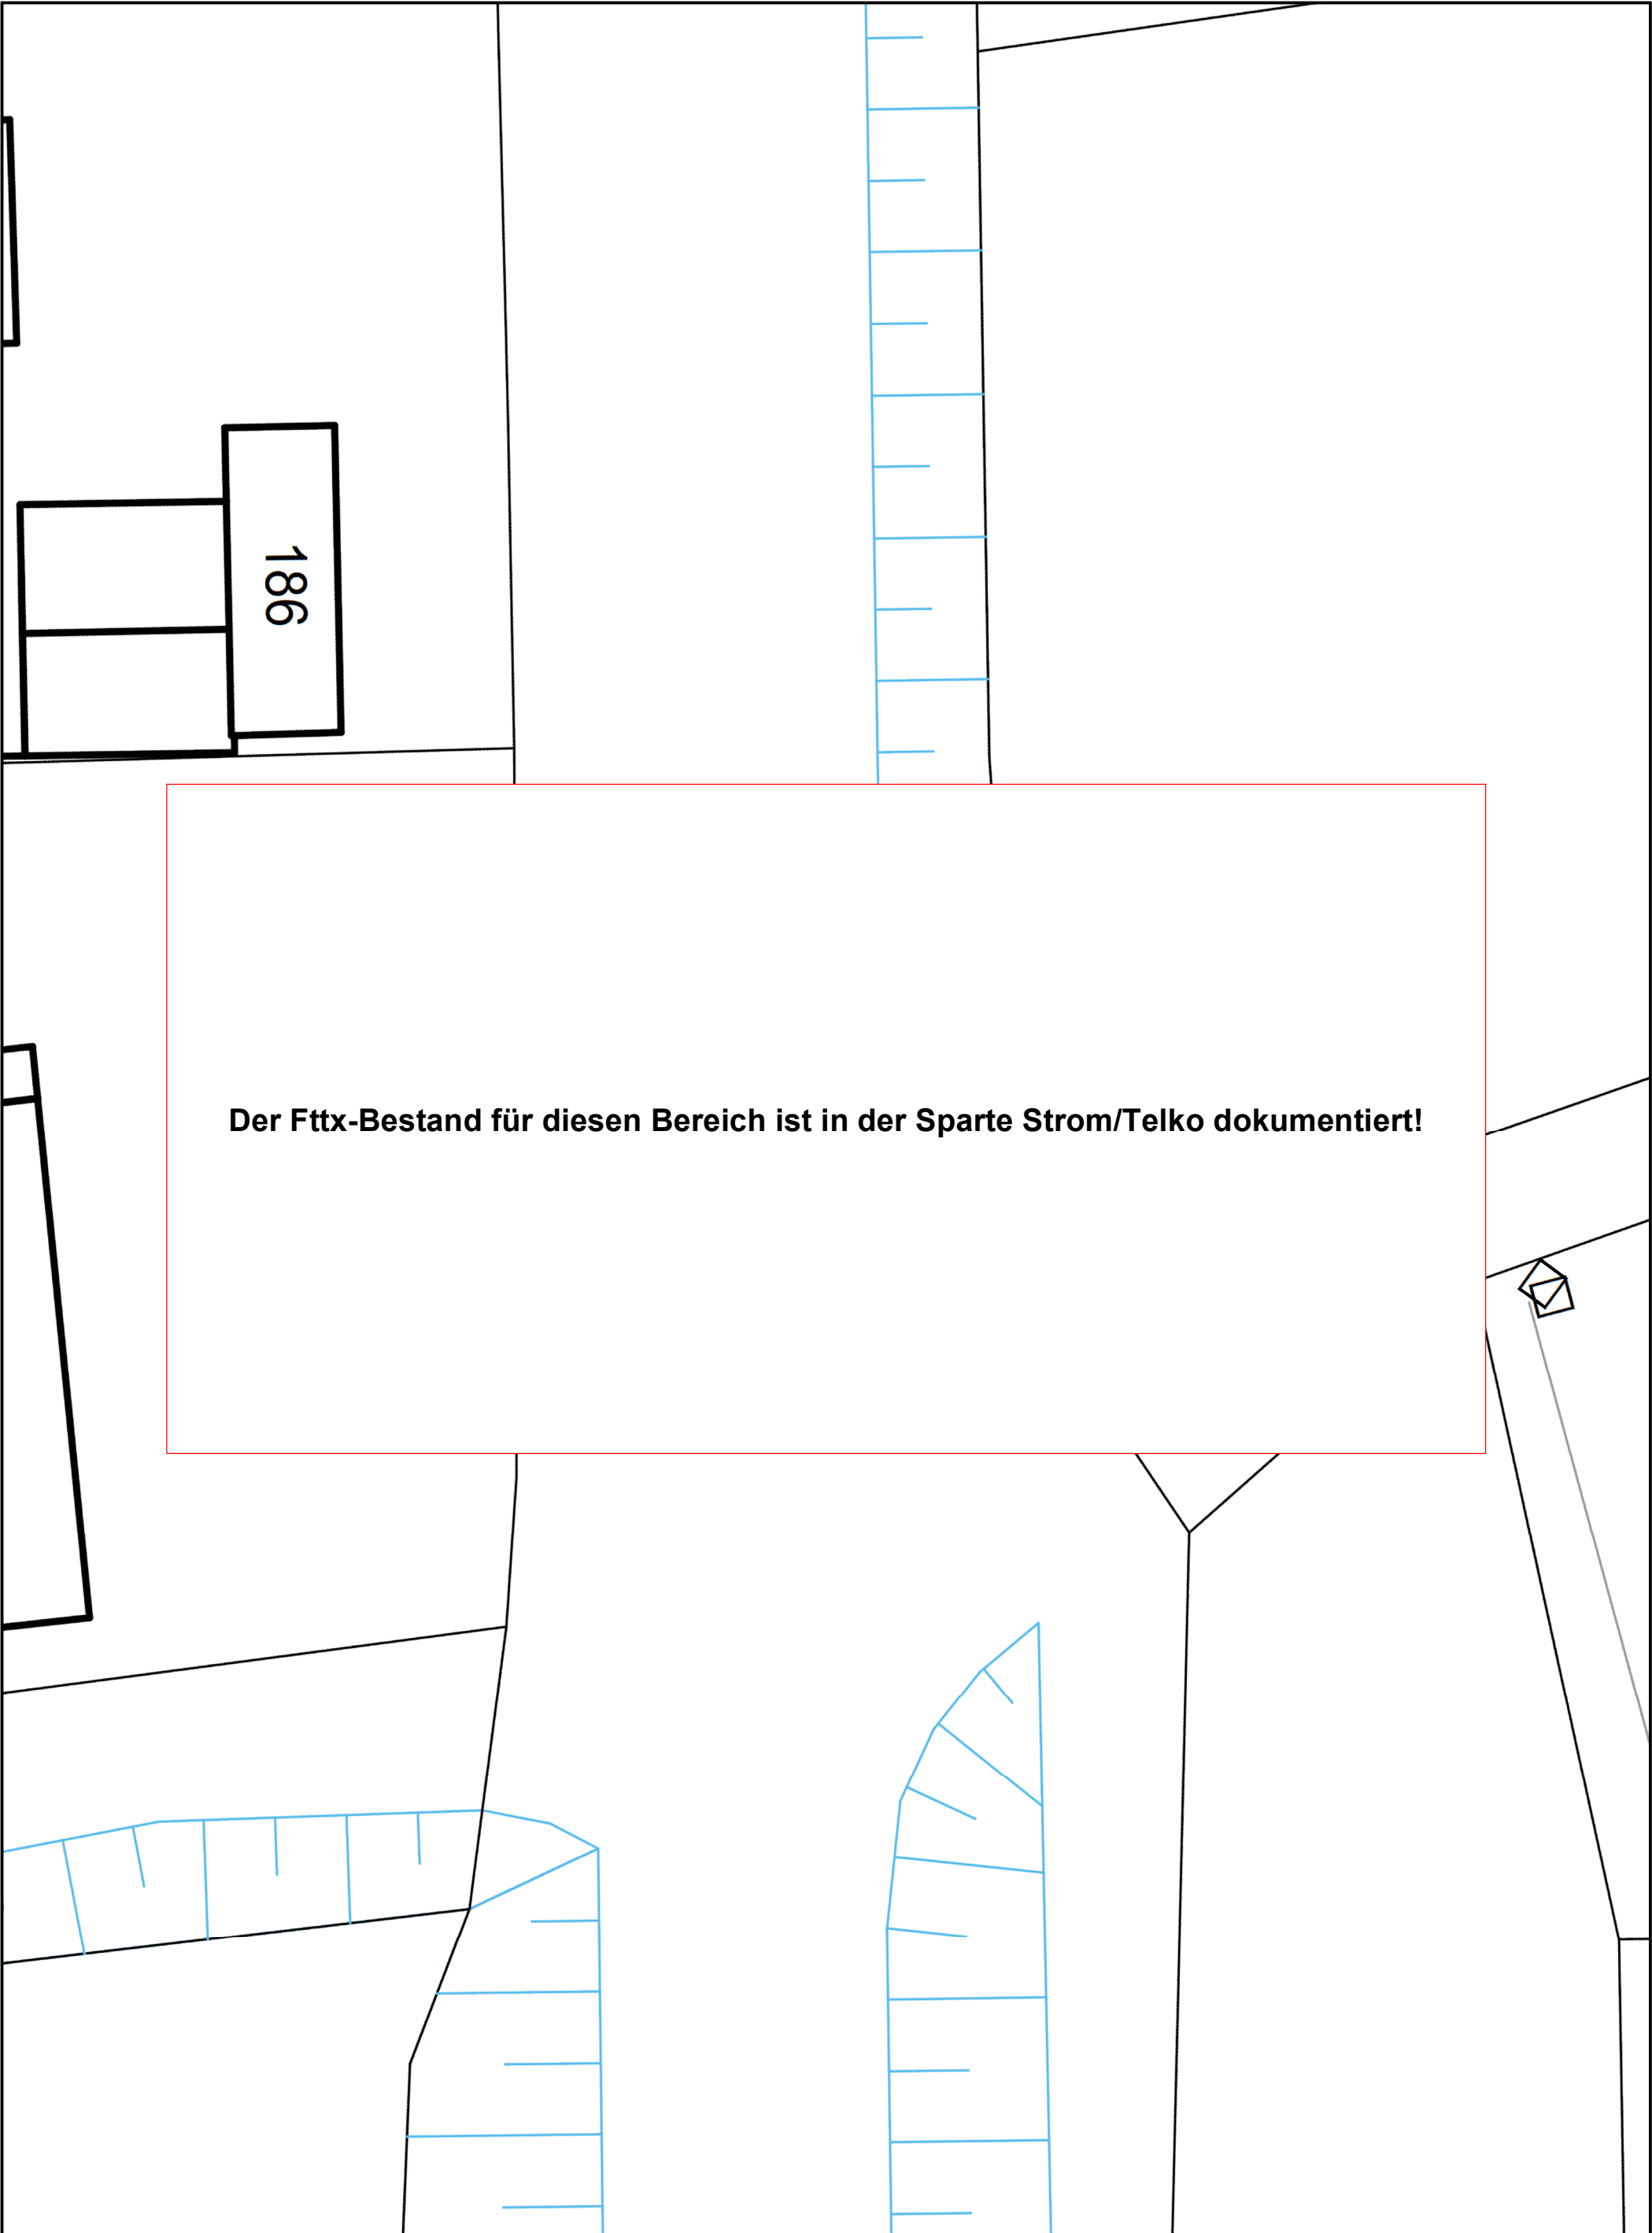 186
Der Fttx-Bestand für diesen Bereich ist in der Sparte Strom/Telko dokumentiert!